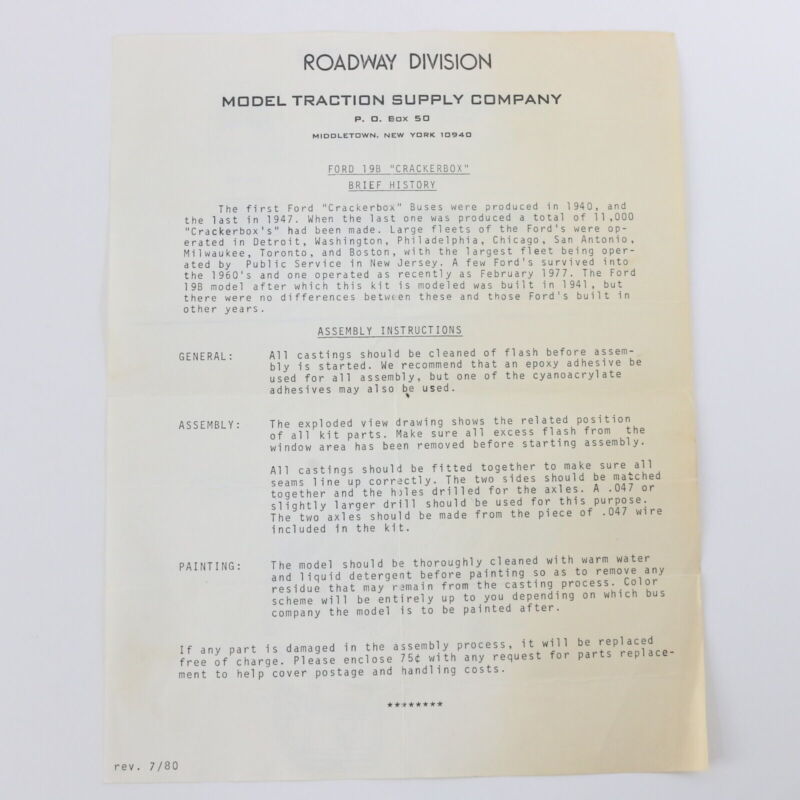 ROADWAY DIVISION
MODEL TRACTION SUPPLY COMPANY
P. O. Box 50
MIDDLETOWN, NEW YORK 10940
FORD 19B "CRACKERBOX"
BRIEF HISTORY
The first Ford "Crackerbox" Buses were produced in 1940, and
the last in 1947. When the last one was produced a total of 11,000
"Crackerbox's" had been made. Large fleets of the Ford's were op-
erated in Detroit, Washington, Philadelphia, Chicago, San Antonio,
Milwaukee, Toronto, and Boston, with the largest fleet being oper-
ated by Public Service in New Jersey. A few Ford's survived into
the 1960's and one operated as recently as February 1977. The Ford
19B model after which this kit is modeled was built in 1941, but
there were no differences between these and those Ford's built in
other years.
ASSEMBLY INSTRUCTIONS
GENERAL: All castings should be cleaned of flash before assem-
bly is started. We recommend that an epoxy adhesive be
used for all assembly, but one of the cyanoacrylate
adhesives may also be used.
ASSEMBLY: The exploded view drawing shows the related position
of all kit parts. Make sure all excess flash from the
window area has been removed before starting assembly.
All castings should be fitted together to make sure all
seams line up correctly. The two sides should be matched
together and the holes drilled for the axles. A .047 or
slightly larger drill should be used for this purpose.
The two axles should be made from the piece of .047 wire
included in the kit.
PAINTING: The model should be thoroughly cleaned with warm water
and liquid detergent before painting so as to remove any
residue that may remain from the casting process. Color
scheme will be entirely up to you depending on which bus
company the model is to be painted after.
If any part is damaged in the assembly process, it will be replaced
free of charge. Please enclose 75¢ with any request for parts replace-
ment to help cover postage and handling costs.
********
rev. 7/80